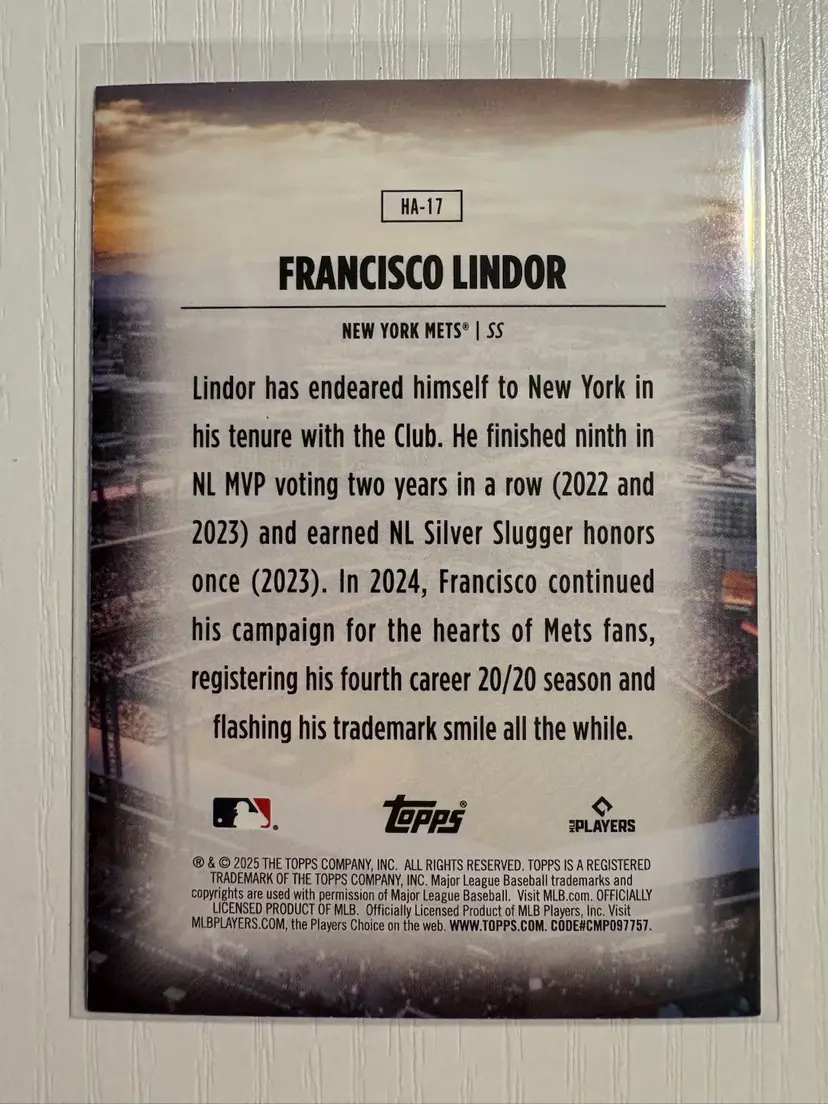 HA-17
FRANCISCO LINDOR
NEW YORK METS® | SS
Lindor has endeared himself to New York in
his tenure with the Club. He finished ninth in
NL MVP voting two years in a row (2022 and
2023) and earned NL Silver Slugger honors
once (2023). In 2024, Francisco continued
his campaign for the hearts of Mets fans,
registering his fourth career 20/20 season and
flashing his trademark smile all the while.
® topps® MLB PLAYERS
® & © 2025 THE TOPPS COMPANY, INC. ALL RIGHTS RESERVED. TOPPS IS A REGISTERED
TRADEMARK OF THE TOPPS COMPANY, INC. Major League Baseball trademarks and
copyrights are used with permission of Major League Baseball. Visit MLB.com. OFFICIALLY
LICENSED PRODUCT OF MLB. Officially Licensed Product of MLB Players, Inc. Visit
MLBPLAYERS.COM, the Players Choice on the web. WWW.TOPPS.COM. CODE#CMP097757.